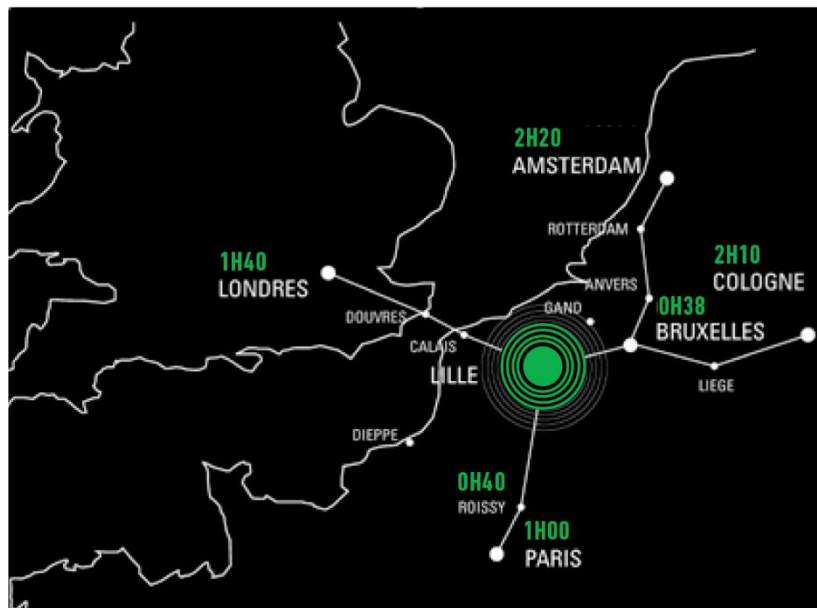 2H20
AMSTERDAM
ROTTERDAM
2H10
COLOGNE
1H40
LONDRES
ANVERS
0H38
BRUXELLES
GAND
DOUVRES
CALAIS
LILLE
LIEGE
DIEPPE
0H40
ROISSY
1H00
PARIS